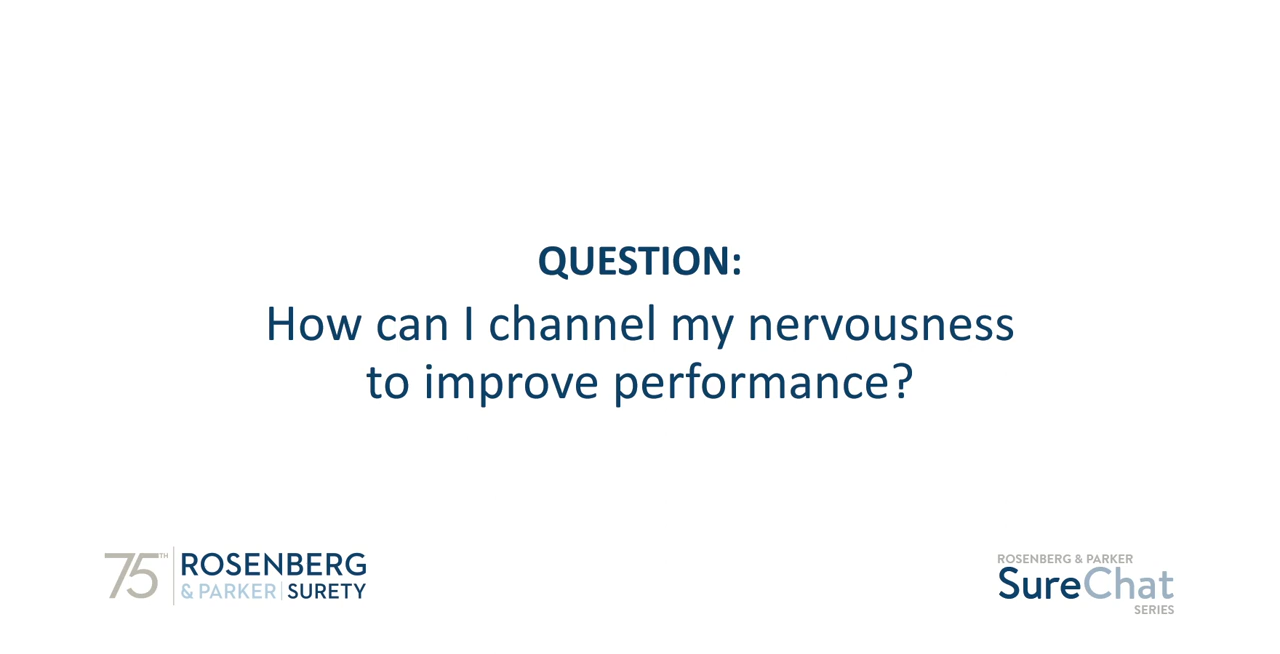 QUESTION:
How can I channel my nervousness
to improve performance?
75TH
ROSENBERG
& PARKER SURETY
ROSENBERG & PARKER
SureChat
SERIES